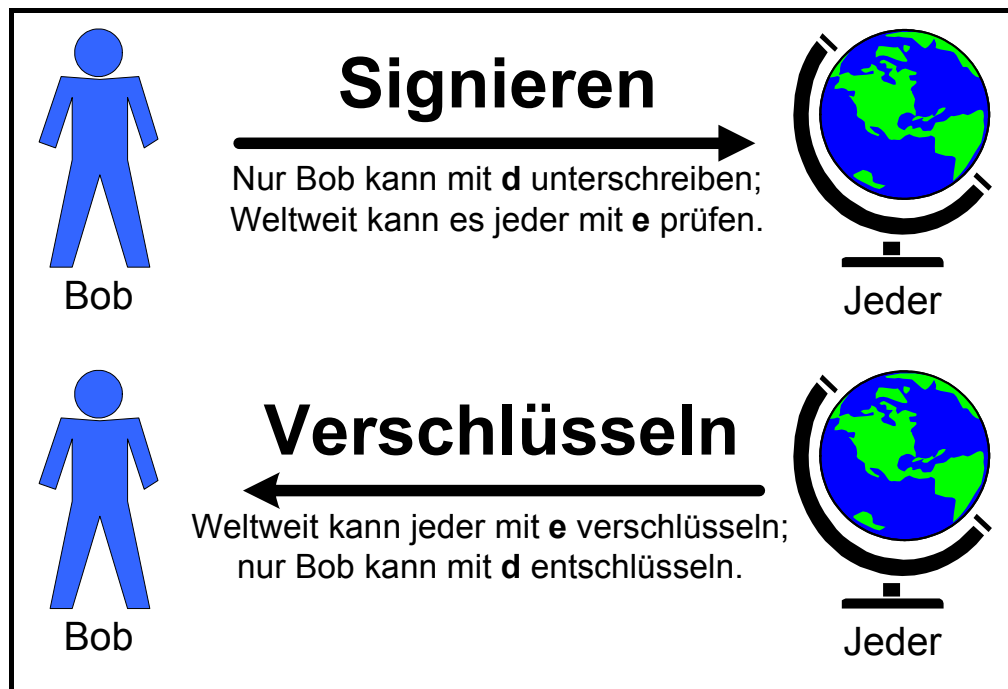 Signieren
Nur Bob kann mit d unterschreiben;
Weltweit kann es jeder mit e prüfen.
Bob
Jeder
Verschlüsseln
Weltweit kann jeder mit e verschlüsseln;
nur Bob kann mit d entschlüsseln.
Bob
Jeder